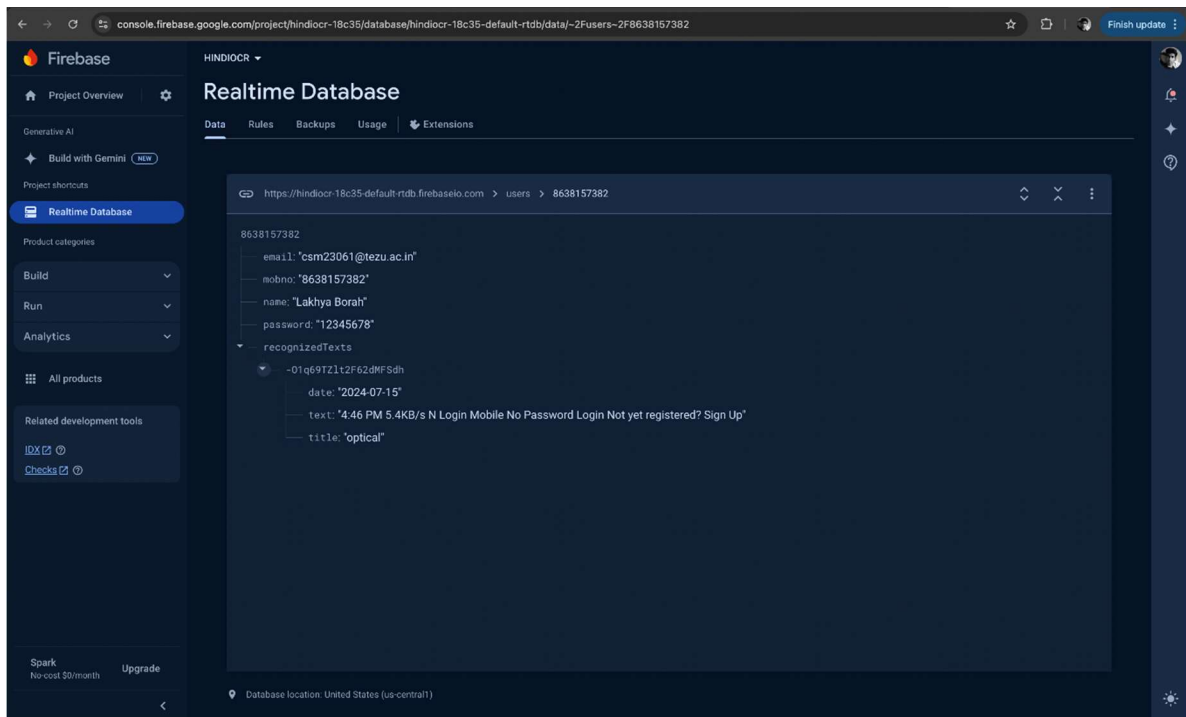 console.firebase.google.com/project/hindiocr-18c35/database/hindiocr-18c35-default-rtdb/data/~2Fusers~2F8638157382
Finish update
Firebase
HINDIOCR
Project Overview
Realtime Database
Data Rules Backups Usage Extensions
Generative AI
Build with Gemini NEW
Project shortcuts
Realtime Database
Product categories
Build
Run
Analytics
All products
Related development tools
IDX
Checks
Spark
No-cost $0/month
Upgrade
https://hindiocr-18c35-default-rtdb.firebaseio.com > users > 8638157382
8638157382
email: "csm23061@tezu.ac.in"
mobno: "8638157382"
name: "Lakhya Borah"
password: "12345678"
recognizedTexts
-O1q69TZlt2F62dMFSdh
date: "2024-07-15"
text: "4:46 PM 5.4KB/s N Login Mobile No Password Login Not yet registered? Sign Up"
title: "optical"
Database location: United States (us-central1)